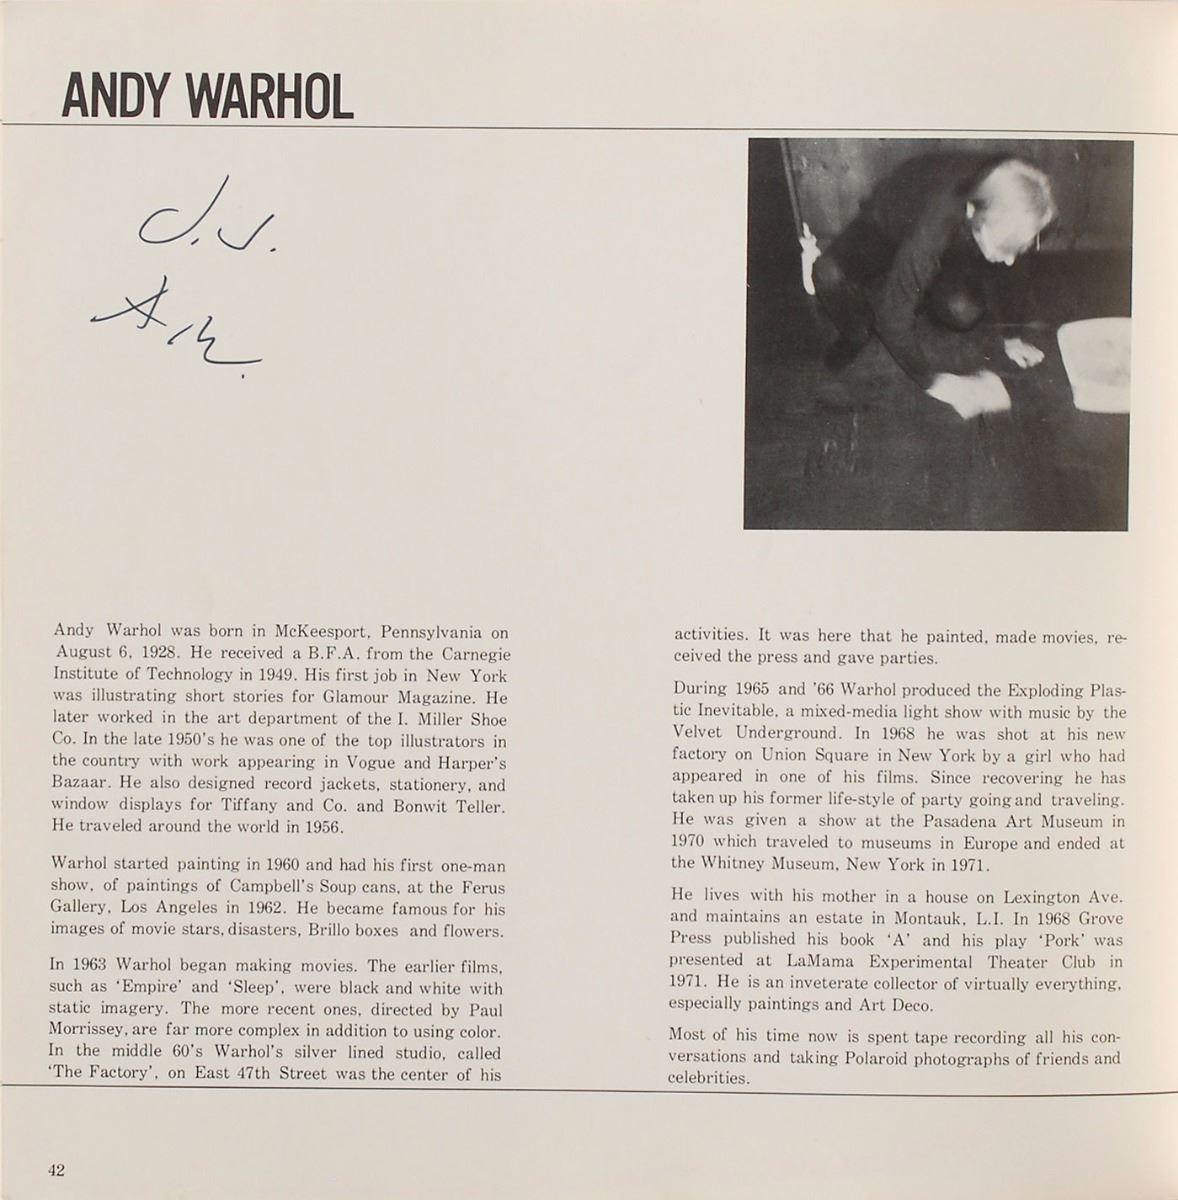 ANDY WARHOL
J.J.
A.W.
Andy Warhol was born in McKeesport, Pennsylvania on
August 6, 1928. He received a B.F.A. from the Carnegie
Institute of Technology in 1949. His first job in New York
was illustrating short stories for Glamour Magazine. He
later worked in the art department of the I. Miller Shoe
Co. In the late 1950's he was one of the top illustrators in
the country with work appearing in Vogue and Harper's
Bazaar. He also designed record jackets, stationery, and
window displays for Tiffany and Co. and Bonwit Teller.
He traveled around the world in 1956.
Warhol started painting in 1960 and had his first one-man
show, of paintings of Campbell's Soup cans, at the Ferus
Gallery, Los Angeles in 1962. He became famous for his
images of movie stars, disasters, Brillo boxes and flowers.
In 1963 Warhol began making movies. The earlier films,
such as 'Empire' and 'Sleep', were black and white with
static imagery. The more recent ones, directed by Paul
Morrissey, are far more complex in addition to using color.
In the middle 60's Warhol's silver lined studio, called
'The Factory', on East 47th Street was the center of his
activities. It was here that he painted, made movies, re-
ceived the press and gave parties.
During 1965 and '66 Warhol produced the Exploding Plas-
tic Inevitable, a mixed-media light show with music by the
Velvet Underground. In 1968 he was shot at his new
factory on Union Square in New York by a girl who had
appeared in one of his films. Since recovering he has
taken up his former life-style of party going and traveling.
He was given a show at the Pasadena Art Museum in
1970 which traveled to museums in Europe and ended at
the Whitney Museum, New York in 1971.
He lives with his mother in a house on Lexington Ave.
and maintains an estate in Montauk, L.I. In 1968 Grove
Press published his book 'A' and his play 'Pork' was
presented at LaMama Experimental Theater Club in
1971. He is an inveterate collector of virtually everything,
especially paintings and Art Deco.
Most of his time now is spent tape recording all his con-
versations and taking Polaroid photographs of friends and
celebrities.
42